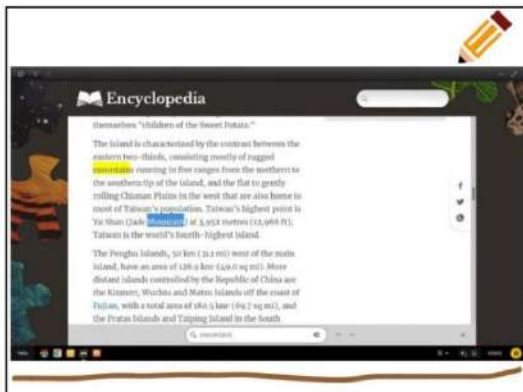 Encyclopedia
themselves "children of the Sweet Potato."
The island is characterized by the contrast between the
eastern two-thirds, consisting mostly of rugged
mountains running in five ranges from the northern to
the southern tip of the island, and the flat to gently
rolling Chianan Plains in the west that are also home to
most of Taiwan's population. Taiwan's highest point is
Yu Shan (Jade Mountain) at 3,952 metres (12,966 ft);
Taiwan is the world's fourth-highest island.
The Penghu Islands, 50 km (31.1 mi) west of the main
island, have an area of 126.9 km² (49.0 sq mi). More
distant islands controlled by the Republic of China are
the Kinmen, Wuchiu and Matsu Islands off the coast of
Fujian, with a total area of 180.5 km² (69.7 sq mi), and
the Pratas Islands and Taiping Island in the South
mountain